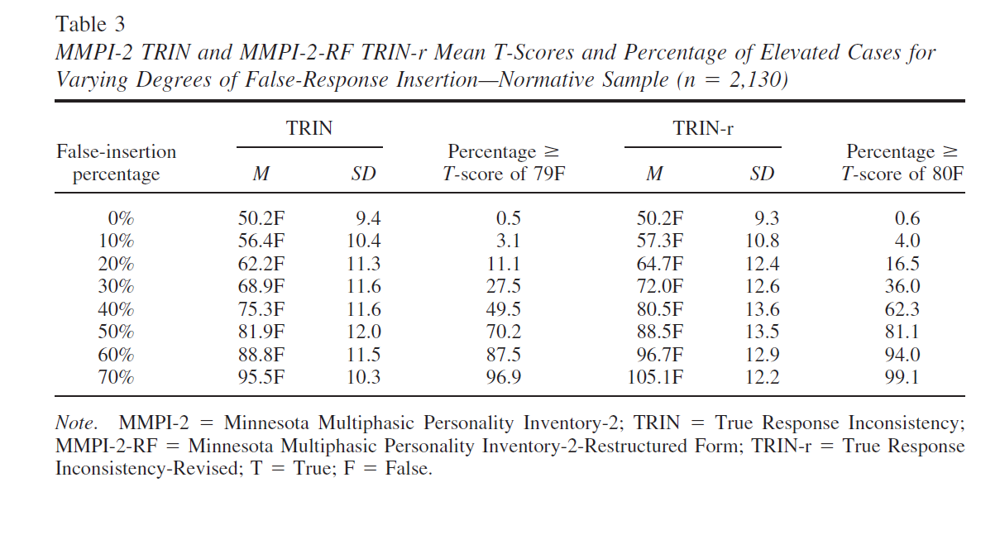 Table 3
MMPI-2 TRIN and MMPI-2-RF TRIN-r Mean T-Scores and Percentage of Elevated Cases for
Varying Degrees of False-Response Insertion—Normative Sample (n = 2,130)
TRIN TRIN-r
False-insertion Percentage ≥ Percentage ≥
percentage M SD T-score of 79F M SD T-score of 80F
0% 50.2F 9.4 0.5 50.2F 9.3 0.6
10% 56.4F 10.4 3.1 57.3F 10.8 4.0
20% 62.2F 11.3 11.1 64.7F 12.4 16.5
30% 68.9F 11.6 27.5 72.0F 12.6 36.0
40% 75.3F 11.6 49.5 80.5F 13.6 62.3
50% 81.9F 12.0 70.2 88.5F 13.5 81.1
60% 88.8F 11.5 87.5 96.7F 12.9 94.0
70% 95.5F 10.3 96.9 105.1F 12.2 99.1
Note. MMPI-2 = Minnesota Multiphasic Personality Inventory-2; TRIN = True Response Inconsistency;
MMPI-2-RF = Minnesota Multiphasic Personality Inventory-2-Restructured Form; TRIN-r = True Response
Inconsistency-Revised; T = True; F = False.